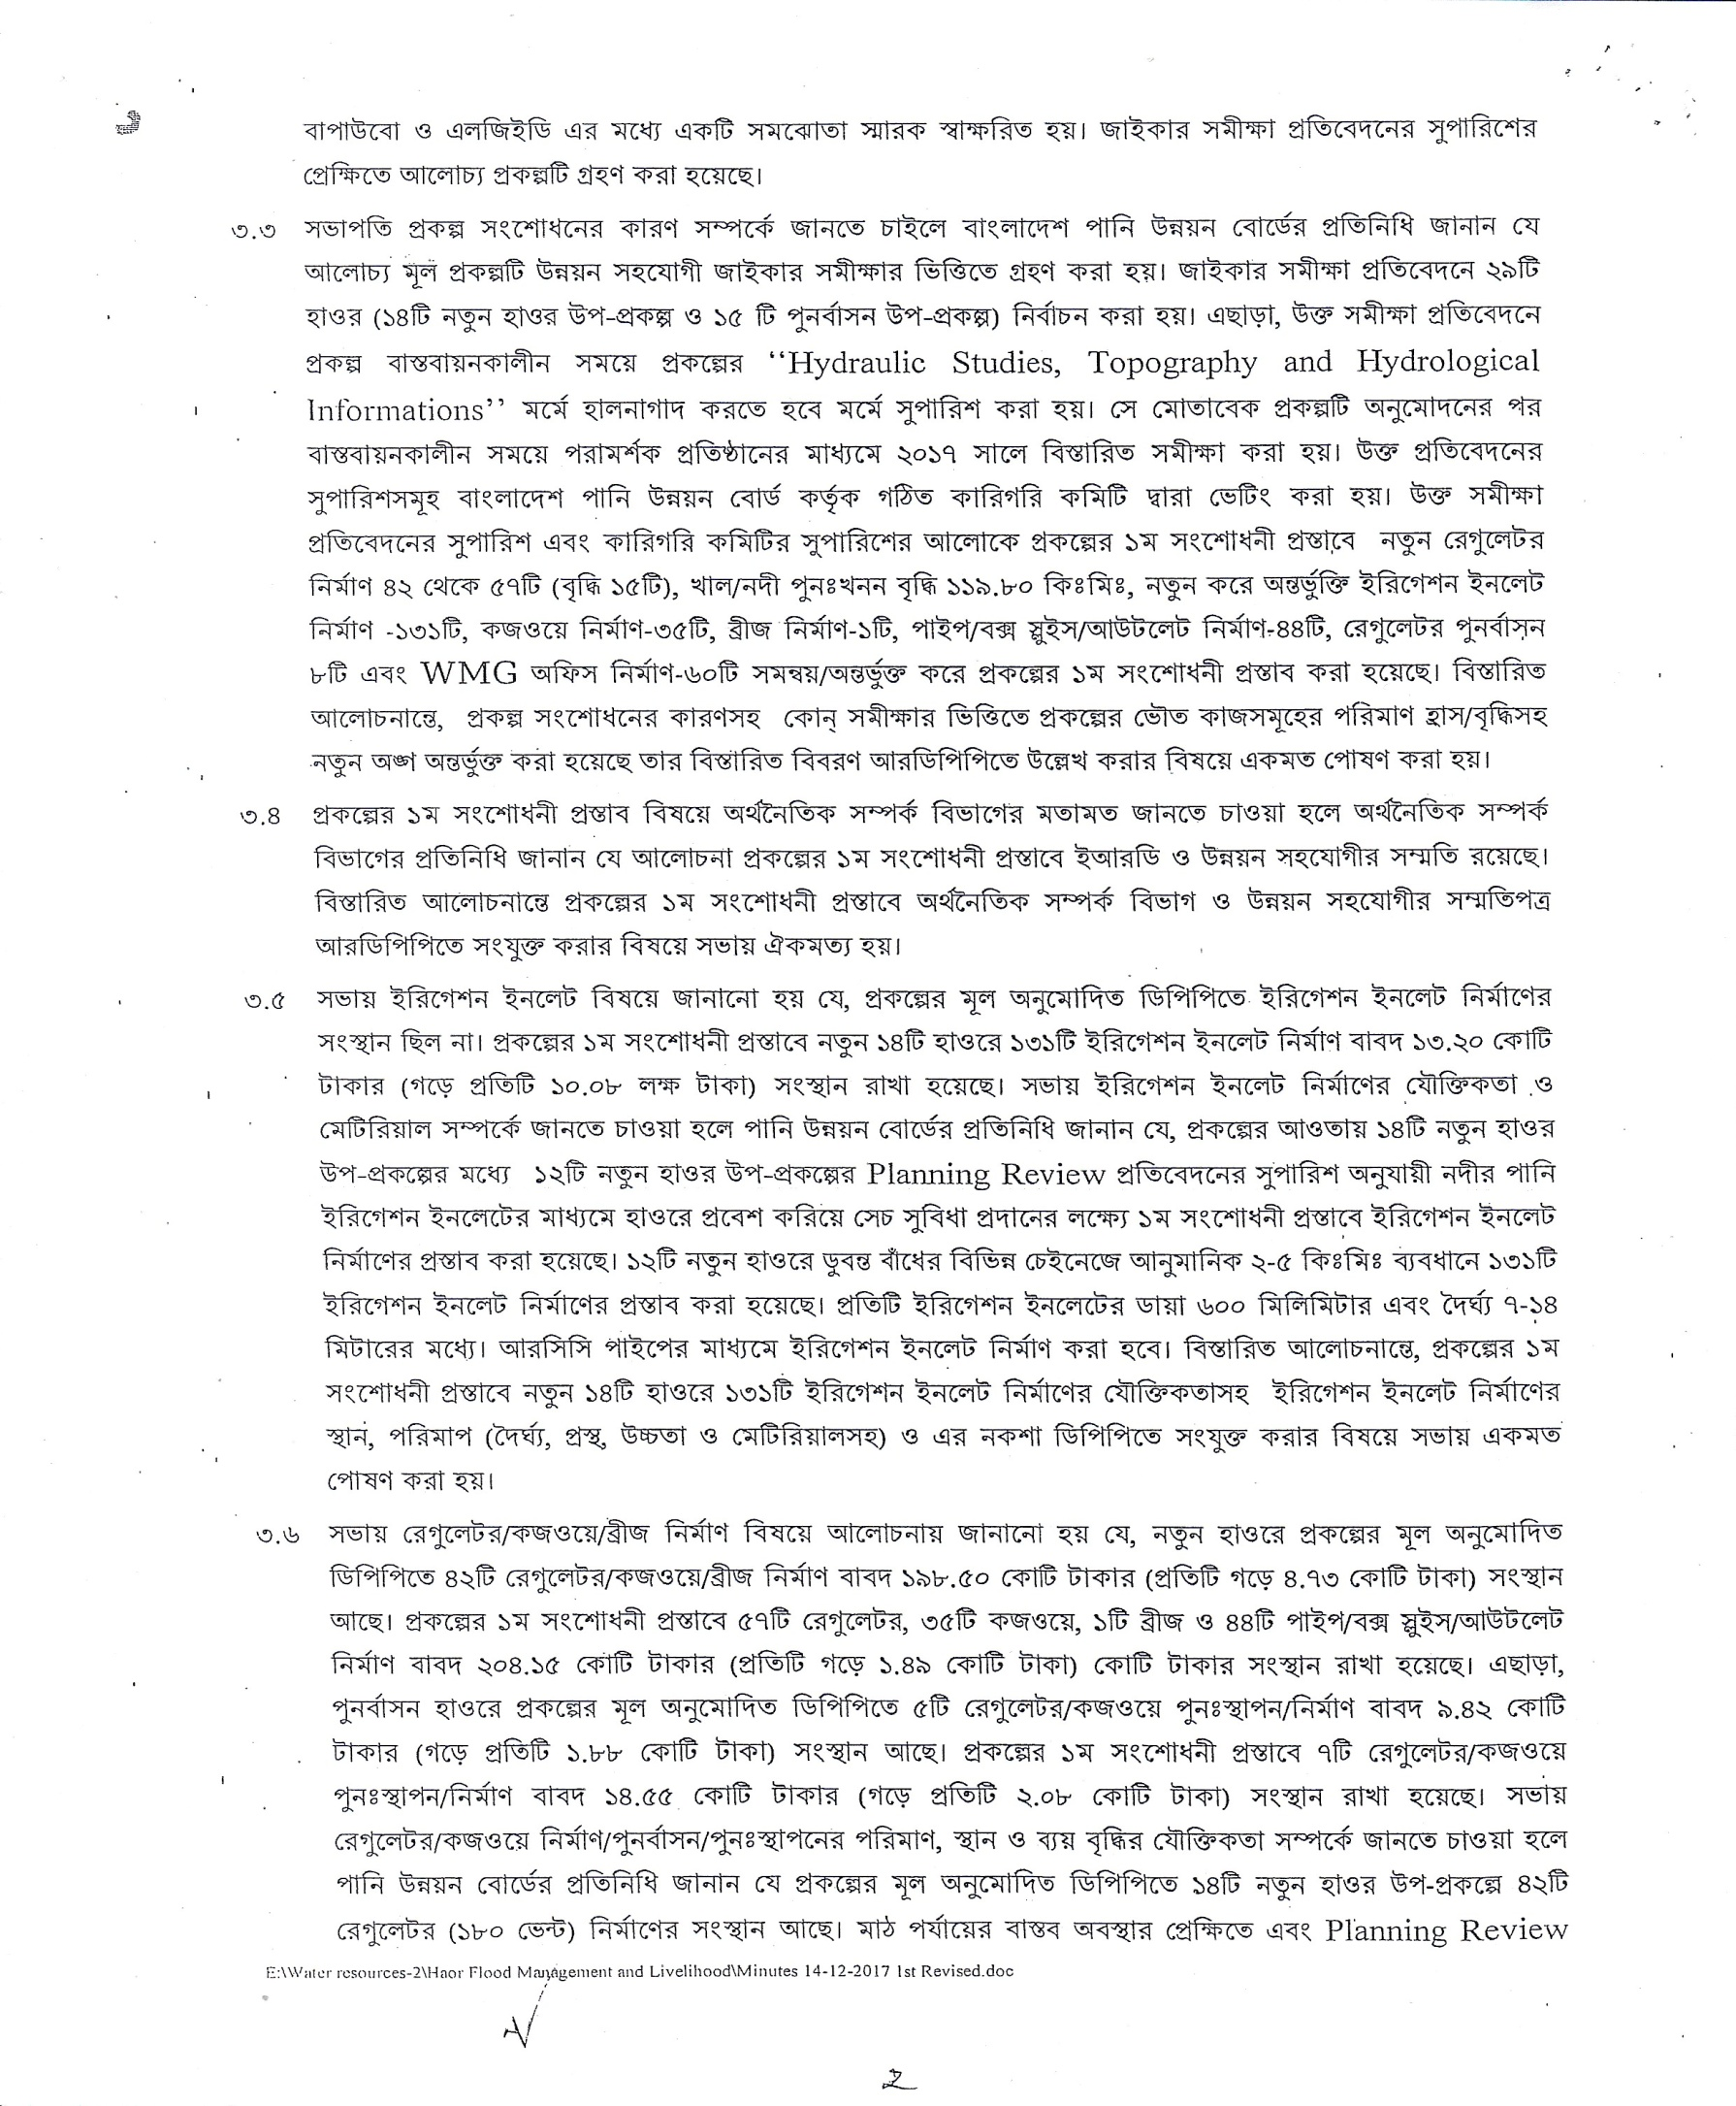 বাপাউবো ও এলজিইডি এর মধ্যে একটি সমঝোতা স্মারক স্বাক্ষরিত হয়। জাইকার সমীক্ষা প্রতিবেদনের সুপারিশের
প্রেক্ষিতে আলোচ্য প্রকল্পটি গ্রহণ করা হয়েছে।
৩.৩ সভাপতি প্রকল্প সংশোধনের কারণ সম্পর্কে জানতে চাইলে বাংলাদেশ পানি উন্নয়ন বোর্ডের প্রতিনিধি জানান যে
আলোচ্য মূল প্রকল্পটি উন্নয়ন সহযোগী জাইকার সমীক্ষার ভিত্তিতে গ্রহণ করা হয়। জাইকার সমীক্ষা প্রতিবেদনে ২৯টি
হাওর (১৪টি নতুন হাওর উপ-প্রকল্প ও ১৫ টি পুনর্বাসন উপ-প্রকল্প) নির্বাচন করা হয়। এছাড়া, উক্ত সমীক্ষা প্রতিবেদনে
প্রকল্প বাস্তবায়নকালীন সময়ে প্রকল্পের ‘‘Hydraulic Studies, Topography and Hydrological
Informations’’ মর্মে হালনাগাদ করতে হবে মর্মে সুপারিশ করা হয়। সে মোতাবেক প্রকল্পটি অনুমোদনের পর
বাস্তবায়নকালীন সময়ে পরামর্শক প্রতিষ্ঠানের মাধ্যমে ২০১৭ সালে বিস্তারিত সমীক্ষা করা হয়। উক্ত প্রতিবেদনের
সুপারিশসমূহ বাংলাদেশ পানি উন্নয়ন বোর্ড কর্তৃক গঠিত কারিগরি কমিটি দ্বারা ভেটিং করা হয়। উক্ত সমীক্ষা
প্রতিবেদনের সুপারিশ এবং কারিগরি কমিটির সুপারিশের আলোকে প্রকল্পের ১ম সংশোধনী প্রস্তাবে নতুন রেগুলেটর
নির্মাণ ৪২ থেকে ৫৭টি (বৃদ্ধি ১৫টি), খাল/নদী পুনঃখনন বৃদ্ধি ১১৯.৮০ কিঃমিঃ, নতুন করে অন্তর্ভুক্তি ইরিগেশন ইনলেট
নির্মাণ -১৩১টি, কজওয়ে নির্মাণ-৩৫টি, ব্রীজ নির্মাণ-১টি, পাইপ/বক্স স্লুইস/আউটলেট নির্মাণ-৪৪টি, রেগুলেটর পুনর্বাসন
৮টি এবং WMG অফিস নির্মাণ-৬০টি সমন্বয়/অন্তর্ভুক্ত করে প্রকল্পের ১ম সংশোধনী প্রস্তাব করা হয়েছে। বিস্তারিত
আলোচনান্তে, প্রকল্প সংশোধনের কারণসহ কোন্ সমীক্ষার ভিত্তিতে প্রকল্পের ভৌত কাজসমূহের পরিমাণ হ্রাস/বৃদ্ধিসহ
নতুন অঙ্গ অন্তর্ভুক্ত করা হয়েছে তার বিস্তারিত বিবরণ আরডিপিপিতে উল্লেখ করার বিষয়ে একমত পোষণ করা হয়।
৩.৪ প্রকল্পের ১ম সংশোধনী প্রস্তাব বিষয়ে অর্থনৈতিক সম্পর্ক বিভাগের মতামত জানতে চাওয়া হলে অর্থনৈতিক সম্পর্ক
বিভাগের প্রতিনিধি জানান যে আলোচনা প্রকল্পের ১ম সংশোধনী প্রস্তাবে ইআরডি ও উন্নয়ন সহযোগীর সম্মতি রয়েছে।
বিস্তারিত আলোচনান্তে প্রকল্পের ১ম সংশোধনী প্রস্তাবে অর্থনৈতিক সম্পর্ক বিভাগ ও উন্নয়ন সহযোগীর সম্মতিপত্র
আরডিপিপিতে সংযুক্ত করার বিষয়ে সভায় ঐকমত্য হয়।
৩.৫ সভায় ইরিগেশন ইনলেট বিষয়ে জানানো হয় যে, প্রকল্পের মূল অনুমোদিত ডিপিপিতে ইরিগেশন ইনলেট নির্মাণের
সংস্থান ছিল না। প্রকল্পের ১ম সংশোধনী প্রস্তাবে নতুন ১৪টি হাওরে ১৩১টি ইরিগেশন ইনলেট নির্মাণ বাবদ ১৩.২০ কোটি
টাকার (গড়ে প্রতিটি ১০.০৮ লক্ষ টাকা) সংস্থান রাখা হয়েছে। সভায় ইরিগেশন ইনলেট নির্মাণের যৌক্তিকতা ও
মেটিরিয়াল সম্পর্কে জানতে চাওয়া হলে পানি উন্নয়ন বোর্ডের প্রতিনিধি জানান যে, প্রকল্পের আওতায় ১৪টি নতুন হাওর
উপ-প্রকল্পের মধ্যে ১২টি নতুন হাওর উপ-প্রকল্পের Planning Review প্রতিবেদনের সুপারিশ অনুযায়ী নদীর পানি
ইরিগেশন ইনলেটের মাধ্যমে হাওরে প্রবেশ করিয়ে সেচ সুবিধা প্রদানের লক্ষ্যে ১ম সংশোধনী প্রস্তাবে ইরিগেশন ইনলেট
নির্মাণের প্রস্তাব করা হয়েছে। ১২টি নতুন হাওরে ডুবন্ত বাঁধের বিভিন্ন চেইনেজে আনুমানিক ২-৫ কিঃমিঃ ব্যবধানে ১৩১টি
ইরিগেশন ইনলেট নির্মাণের প্রস্তাব করা হয়েছে। প্রতিটি ইরিগেশন ইনলেটের ডায়া ৬০০ মিলিমিটার এবং দৈর্ঘ্য ৭-১৪
মিটারের মধ্যে। আরসিসি পাইপের মাধ্যমে ইরিগেশন ইনলেট নির্মাণ করা হবে। বিস্তারিত আলোচনান্তে, প্রকল্পের ১ম
সংশোধনী প্রস্তাবে নতুন ১৪টি হাওরে ১৩১টি ইরিগেশন ইনলেট নির্মাণের যৌক্তিকতাসহ ইরিগেশন ইনলেট নির্মাণের
স্থান, পরিমাপ (দৈর্ঘ্য, প্রস্থ, উচ্চতা ও মেটিরিয়ালসহ) ও এর নকশা ডিপিপিতে সংযুক্ত করার বিষয়ে সভায় একমত
পোষণ করা হয়।
৩.৬ সভায় রেগুলেটর/কজওয়ে/ব্রীজ নির্মাণ বিষয়ে আলোচনায় জানানো হয় যে, নতুন হাওরে প্রকল্পের মূল অনুমোদিত
ডিপিপিতে ৪২টি রেগুলেটর/কজওয়ে/ব্রীজ নির্মাণ বাবদ ১৯৮.৫০ কোটি টাকার (প্রতিটি গড়ে ৪.৭৩ কোটি টাকা) সংস্থান
আছে। প্রকল্পের ১ম সংশোধনী প্রস্তাবে ৫৭টি রেগুলেটর, ৩৫টি কজওয়ে, ১টি ব্রীজ ও ৪৪টি পাইপ/বক্স স্লুইস/আউটলেট
নির্মাণ বাবদ ২০৪.১৫ কোটি টাকার (প্রতিটি গড়ে ১.৪৯ কোটি টাকা) কোটি টাকার সংস্থান রাখা হয়েছে। এছাড়া,
পুনর্বাসন হাওরে প্রকল্পের মূল অনুমোদিত ডিপিপিতে ৫টি রেগুলেটর/কজওয়ে পুনঃস্থাপন/নির্মাণ বাবদ ৯.৪২ কোটি
টাকার (গড়ে প্রতিটি ১.৮৮ কোটি টাকা) সংস্থান আছে। প্রকল্পের ১ম সংশোধনী প্রস্তাবে ৭টি রেগুলেটর/কজওয়ে
পুনঃস্থাপন/নির্মাণ বাবদ ১৪.৫৫ কোটি টাকার (গড়ে প্রতিটি ২.০৮ কোটি টাকা) সংস্থান রাখা হয়েছে। সভায়
রেগুলেটর/কজওয়ে নির্মাণ/পুনর্বাসন/পুনঃস্থাপনের পরিমাণ, স্থান ও ব্যয় বৃদ্ধির যৌক্তিকতা সম্পর্কে জানতে চাওয়া হলে
পানি উন্নয়ন বোর্ডের প্রতিনিধি জানান যে প্রকল্পের মূল অনুমোদিত ডিপিপিতে ১৪টি নতুন হাওর উপ-প্রকল্পে ৪২টি
রেগুলেটর (১৮০ ভেন্ট) নির্মাণের সংস্থান আছে। মাঠ পর্যায়ের বাস্তব অবস্থার প্রেক্ষিতে এবং Planning Review
E:\Water resources-2\Haor Flood Management and Livelihood\Minutes 14-12-2017 1st Revised.doc
2